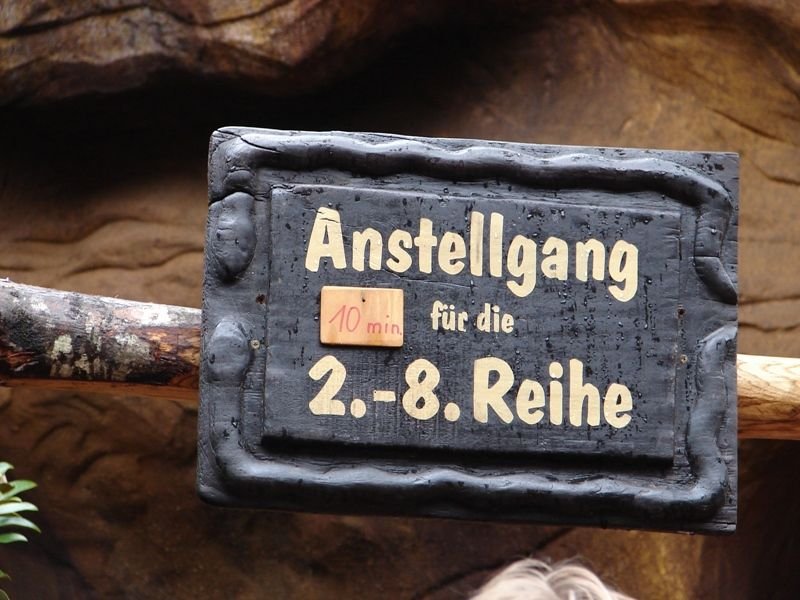 Anstellgang
10 min.
für die
2.-8. Reihe